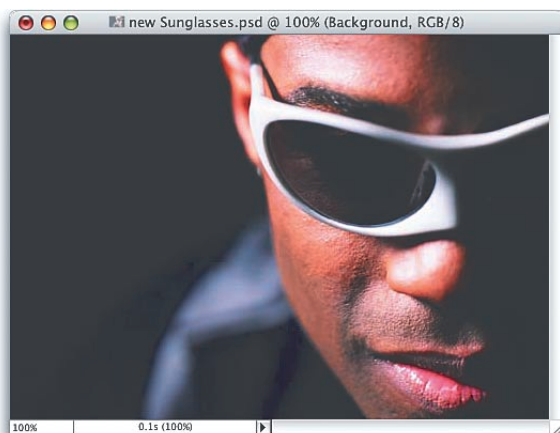 new Sunglasses.psd @ 100% (Background, RGB/8)
100% 0.1s (100%)